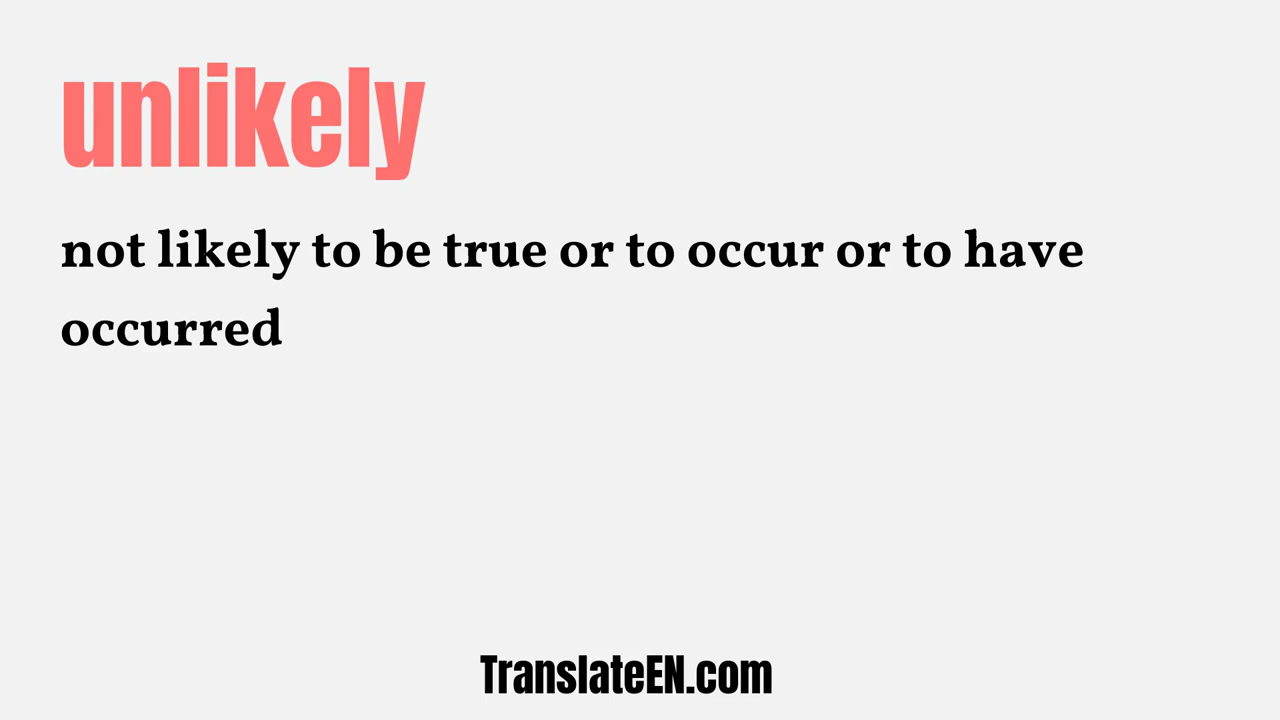 unlikely
not likely to be true or to occur or to have
occurred
TranslateEN.com